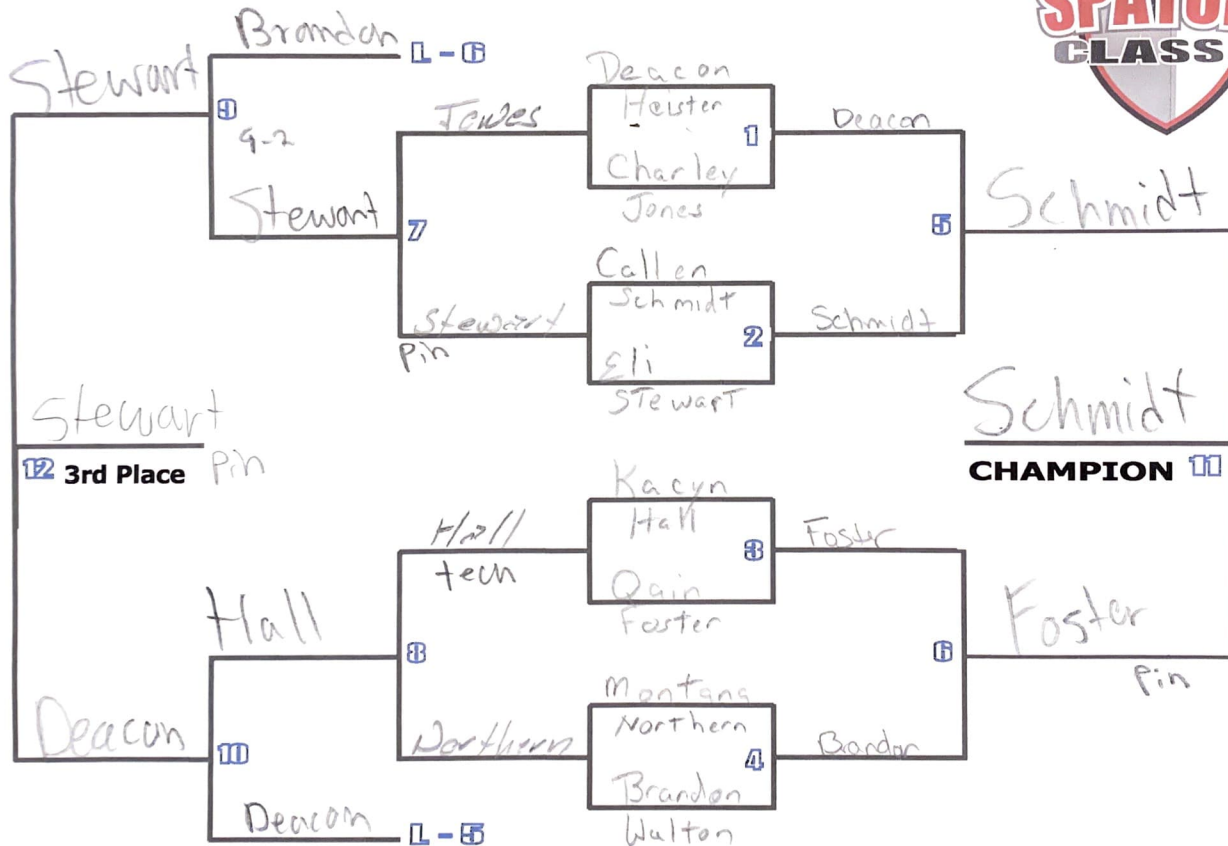 SPATO
CLASS
Brandon L-6
Stewart
9
9-2
Stewart
Jones
7
Stewart
Pin
Deacon
Heister
1
Charley
Jones
Deacon
Callen
Schmidt
2
Eli
STewarT
Schmidt
5
Schmidt
Stewart
12 3rd Place Pin
Schmidt
CHAMPION 11
Kacyn
Hall
3
Qain
Foster
Foster
Hall
tech
Hall
8
Northern
Montana
Northern
4
Brandon
Walton
Brandon
6
Foster
Pin
Deacon
10
Deacon L-5